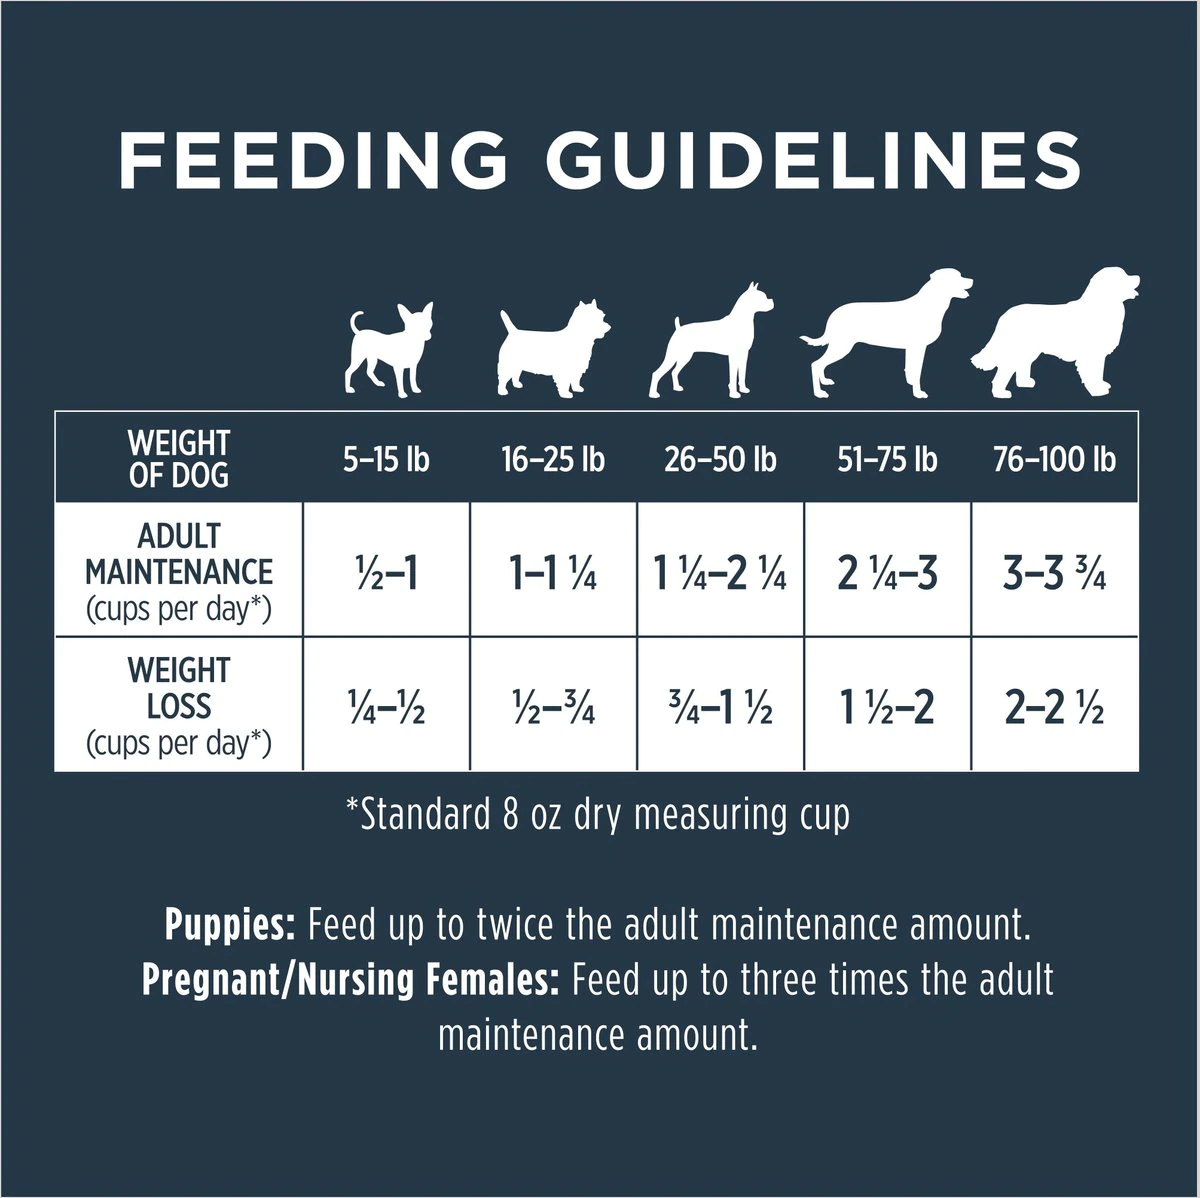 FEEDING GUIDELINES
WEIGHT
OF DOG
5–15 lb
16–25 lb
26–50 lb
51–75 lb
76–100 lb
ADULT
MAINTENANCE
(cups per day*)
½–1
1–1 ¼
1 ¼–2 ¼
2 ¼–3
3–3 ¾
WEIGHT
LOSS
(cups per day*)
¼–½
½–¾
¾–1 ½
1 ½–2
2–2 ½
*Standard 8 oz dry measuring cup
Puppies: Feed up to twice the adult maintenance amount.
Pregnant/Nursing Females: Feed up to three times the adult
maintenance amount.